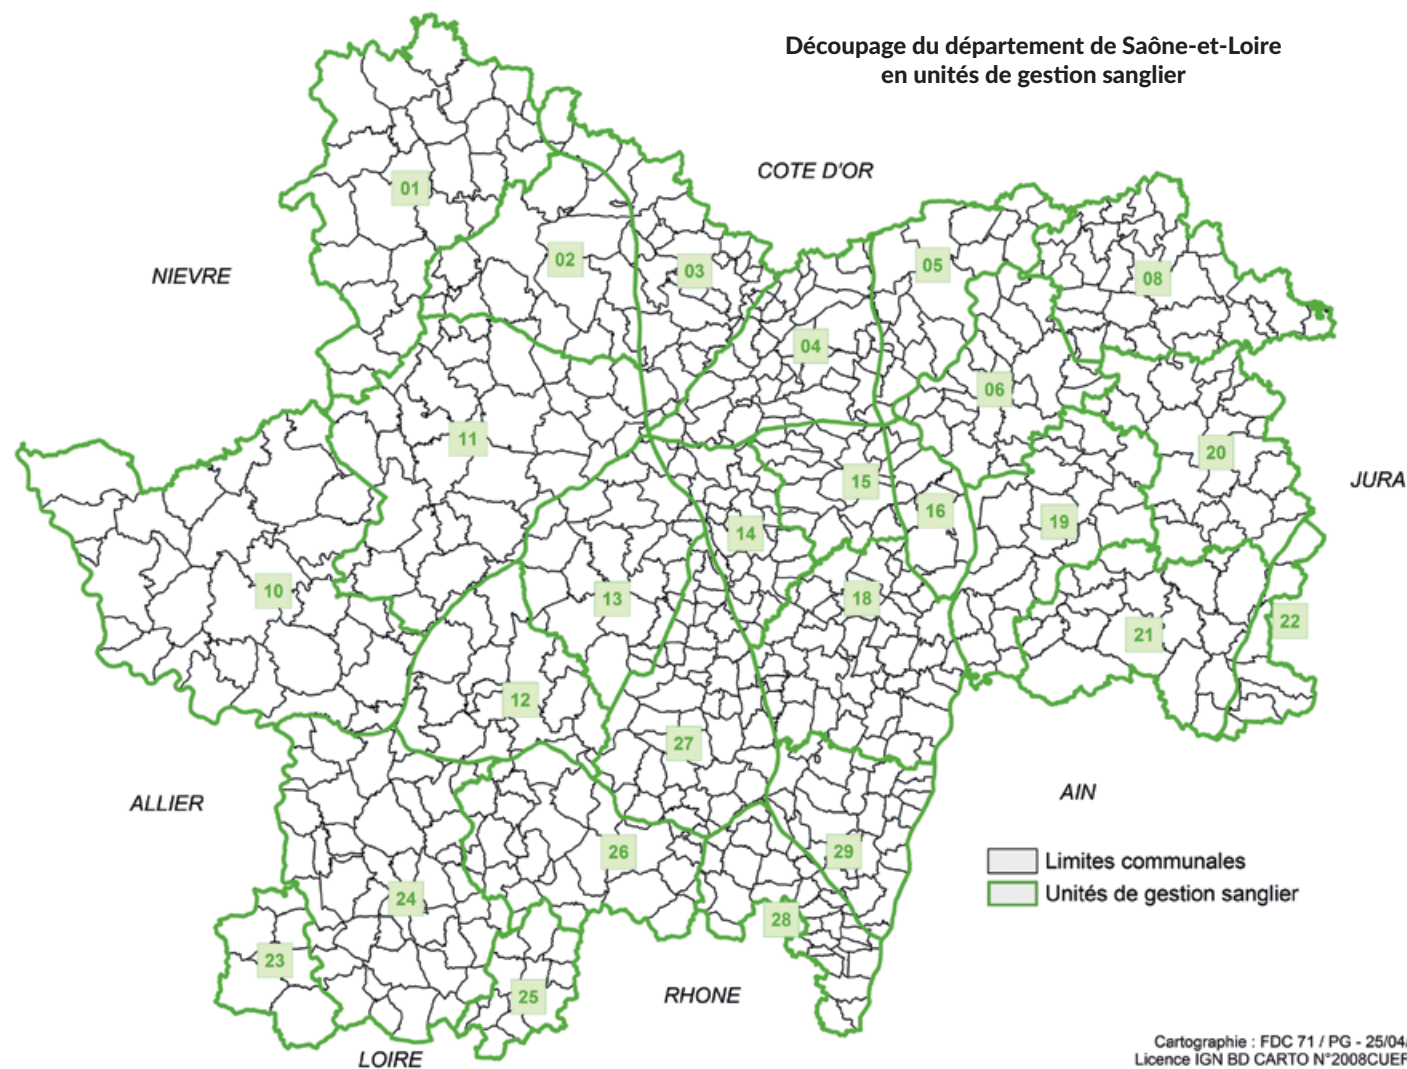 Découpage du département de Saône-et-Loire
en unités de gestion sanglier
COTE D'OR
01
02
03
05
08
NIEVRE
04
06
11
20
JURA
15
16
19
14
10
13
18
22
21
12
27
ALLIER
AIN
26
29
Limites communales
Unités de gestion sanglier
24
28
23
25
RHONE
LOIRE
Cartographie : FDC 71 / PG - 25/04/
Licence IGN BD CARTO N°2008CUEF